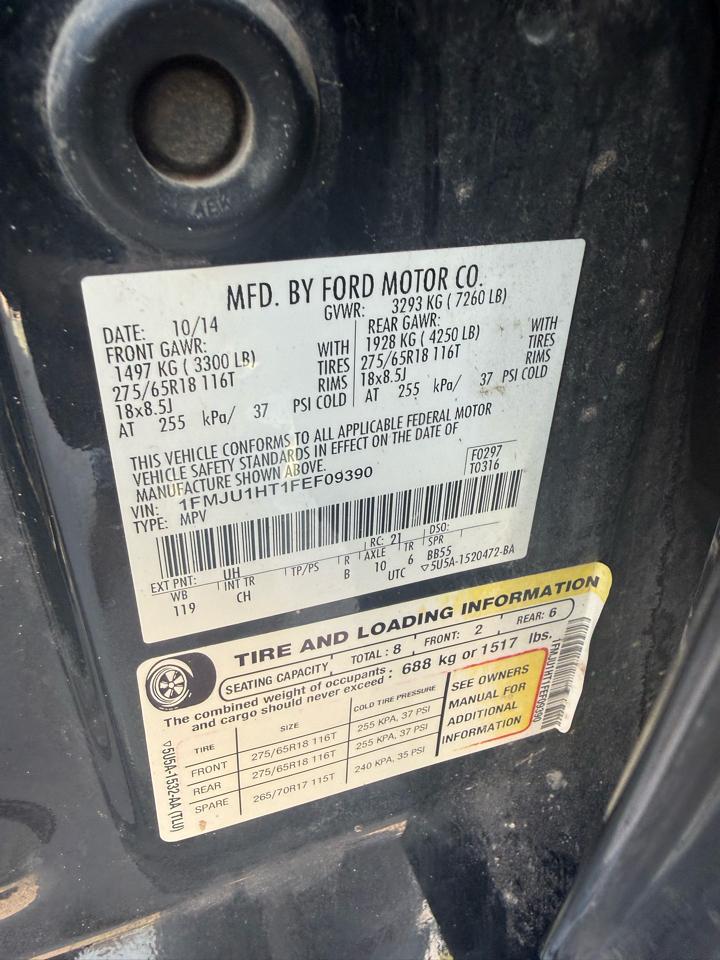 MFD. BY FORD MOTOR CO.
DATE: 10/14
GVWR: 3293 KG ( 7260 LB)
FRONT GAWR:
1497 KG ( 3300 LB)
275/65R18 116T
18x8.5J
WITH
TIRES
RIMS
AT 255 kPa/ 37 PSI COLD
REAR GAWR:
1928 KG ( 4250 LB)
275/65R18 116T
18x8.5J
WITH
TIRES
RIMS
AT 255 kPa/ 37 PSI COLD
THIS VEHICLE CONFORMS TO ALL APPLICABLE FEDERAL MOTOR
VEHICLE SAFETY STANDARDS IN EFFECT ON THE DATE OF
MANUFACTURE SHOWN ABOVE.
VIN: 1FMJU1HT1FEF09390
TYPE: MPV
F0297
T0316
EXT PNT: UH RC: 21 DSO:
WB INT TR TP/PS R AXLE TR SPR
119 CH B 10 6 BB55
UTC ▽5U5A-1520472-BA
TIRE AND LOADING INFORMATION
SEATING CAPACITY TOTAL : 8 FRONT: 2 REAR: 6
The combined weight of occupants
and cargo should never exceed · 688 kg or 1517 lbs.
TIRE SIZE COLD TIRE PRESSURE
FRONT 275/65R18 116T 255 KPA, 37 PSI
REAR 275/65R18 116T 255 KPA, 37 PSI
SPARE 265/70R17 115T 240 KPA, 35 PSI
SEE OWNERS
MANUAL FOR
ADDITIONAL
INFORMATION
▽5U5A-1532-AA (TLU)
1FMJU1HT1FEF09390